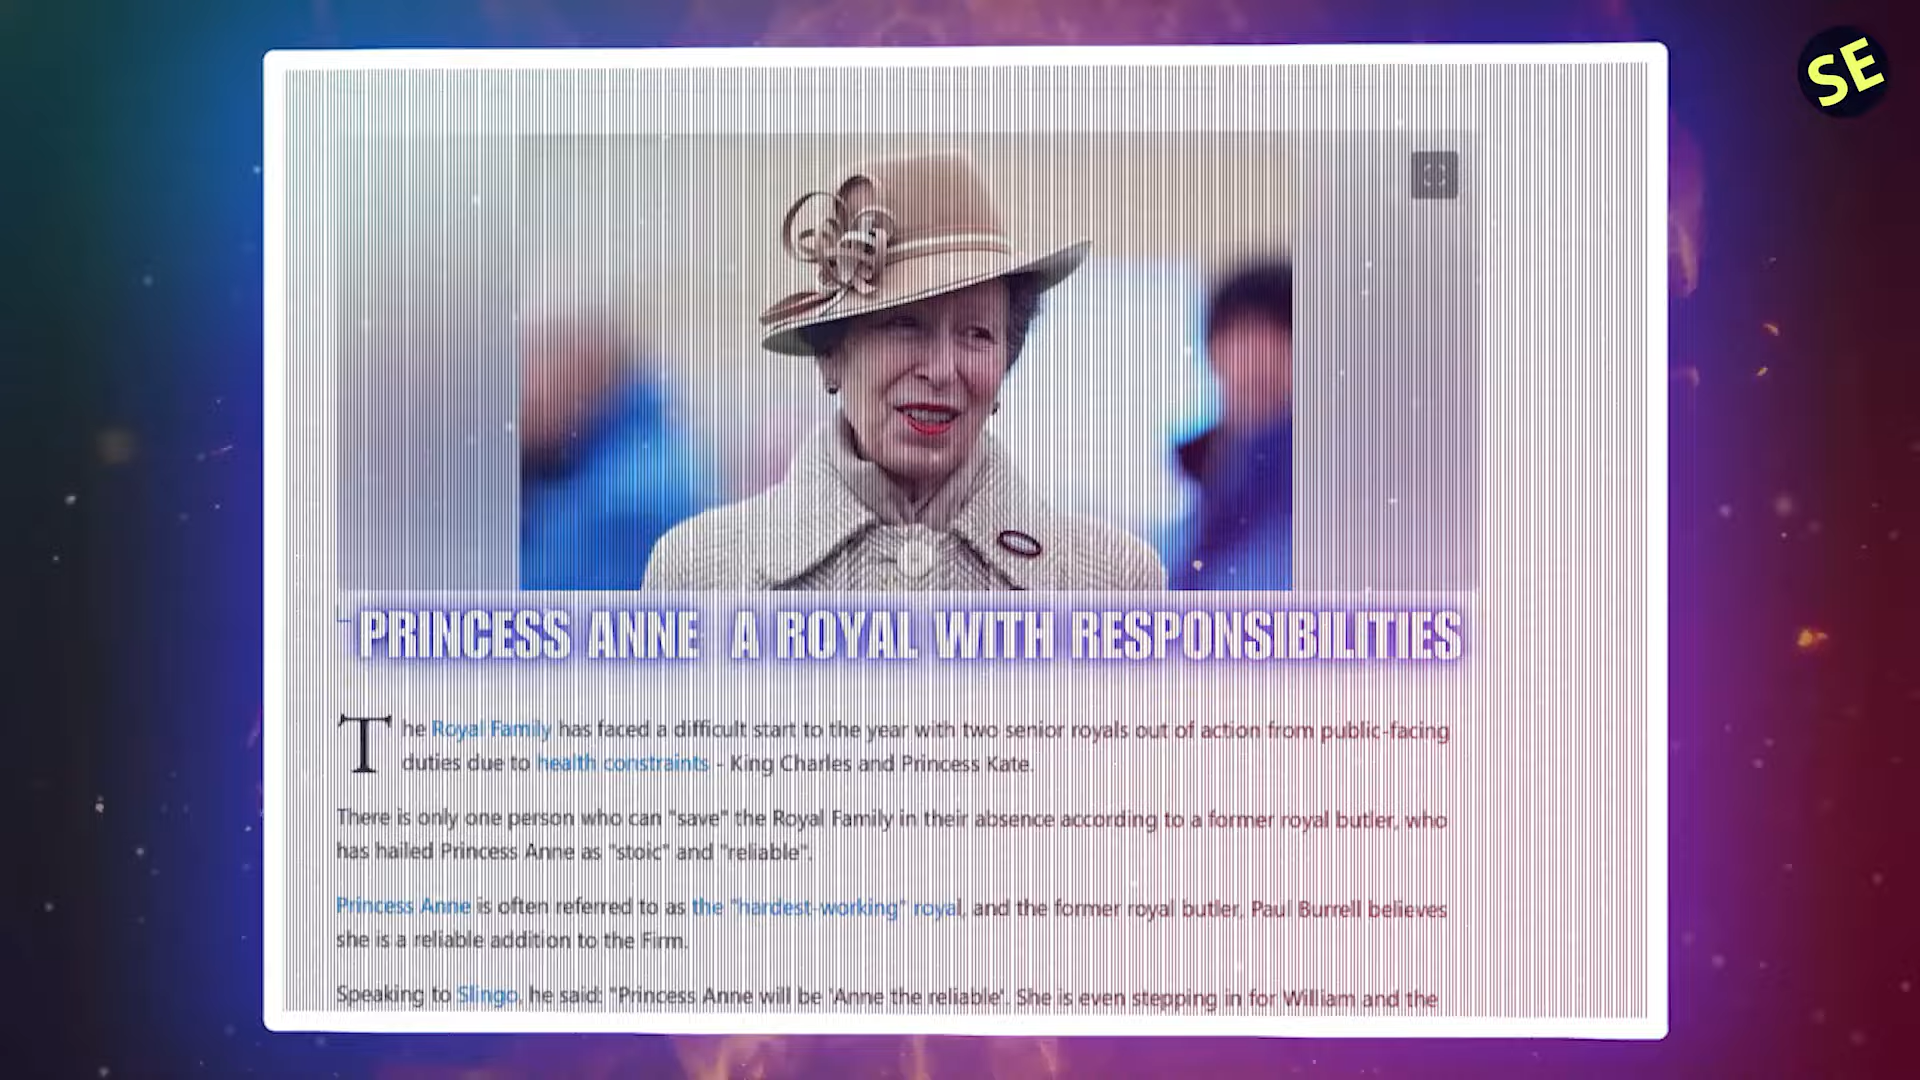 SE
PRINCESS ANNE A ROYAL WITH RESPONSIBILITIES
The Royal Family has faced a difficult start to the year with two senior royals out of action from public-facing
duties due to health constraints - King Charles and Princess Kate.
There is only one person who can "save" the Royal Family in their absence according to a former royal butler, who
has hailed Princess Anne as "stoic" and "reliable".
Princess Anne is often referred to as the "hardest-working" royal, and the former royal butler, Paul Burrell believes
she is a reliable addition to the Firm.
Speaking to Slingo, he said: "Princess Anne will be 'Anne the reliable'. She is even stepping in for William and the